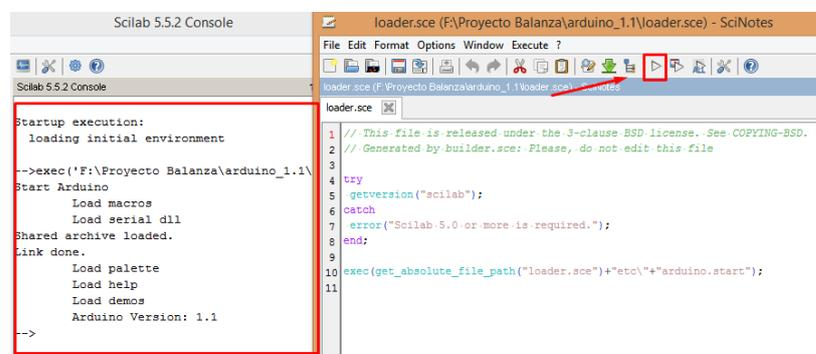 Scilab 5.5.2 Console
Scilab 5.5.2 Console
Startup execution:
loading initial environment
-->exec('F:\Proyecto Balanza\arduino_1.1\
Start Arduino
Load macros
Load serial dll
Shared archive loaded.
Link done.
Load palette
Load help
Load demos
Arduino Version: 1.1
-->
loader.sce (F:\Proyecto Balanza\arduino_1.1\loader.sce) - SciNotes
File Edit Format Options Window Execute ?
loader.sce (F:\Proyecto Balanza\arduino_1.1\loader.sce) - SciNotes
loader.sce
1 // This file is released under the 3-clause BSD license. See COPYING-BSD.
2 // Generated by builder.sce: Please, do not edit this file
3
4 try
5 getversion("scilab");
6 catch
7 error("Scilab 5.0 or more is required.");
8 end;
9
10 exec(get_absolute_file_path("loader.sce")+"etc\"+"arduino.start");
11